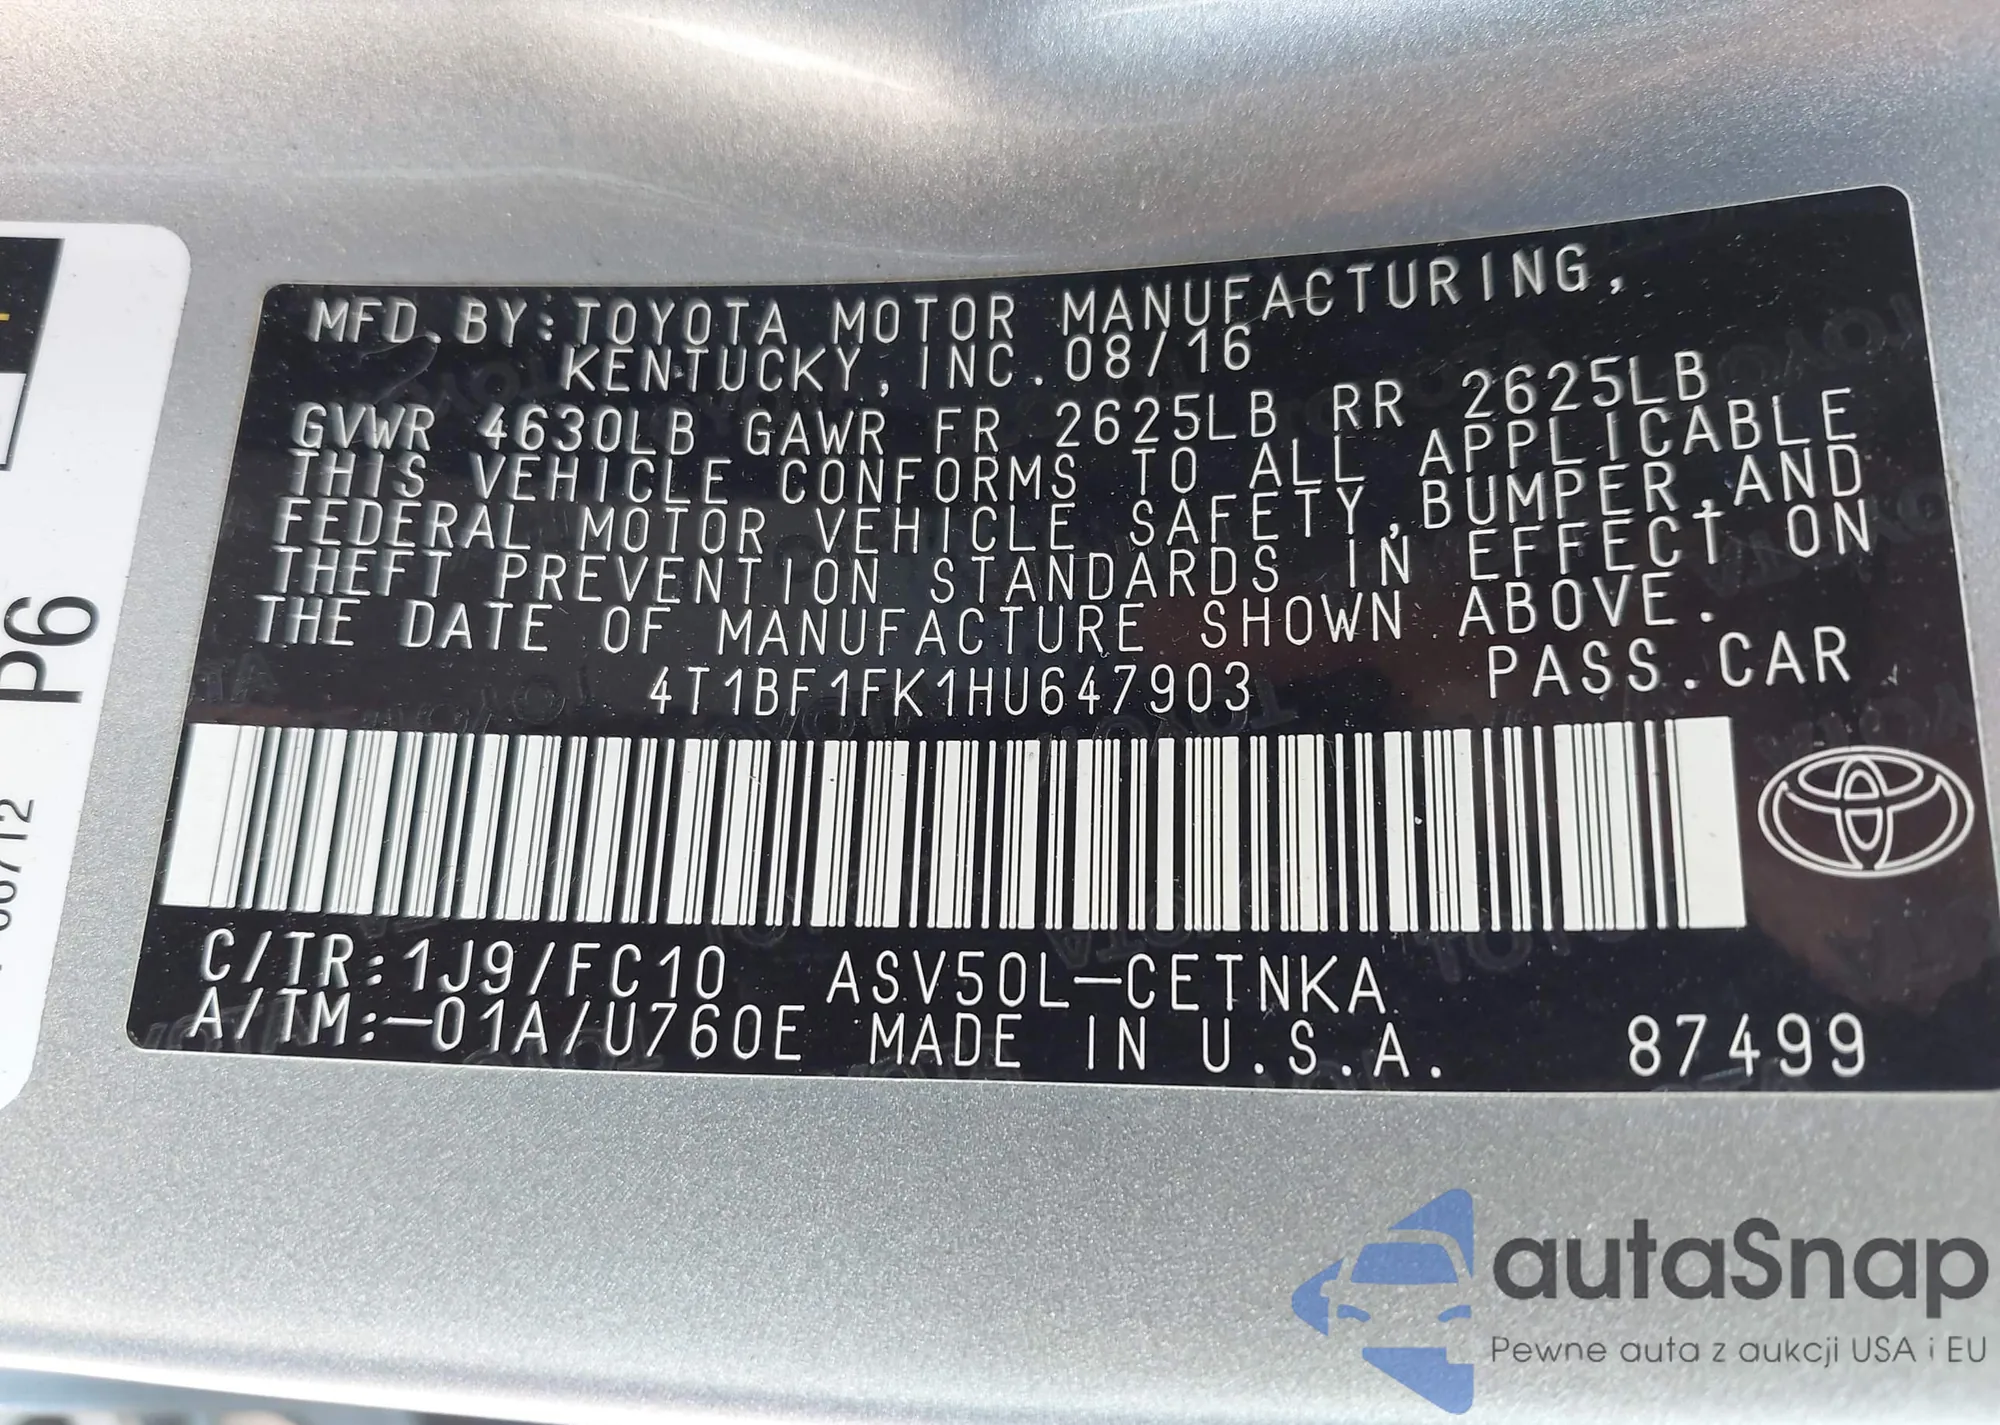 MFD. BY: TOYOTA MOTOR MANUFACTURING,
KENTUCKY, INC. 08/16
GVWR 4630LB GAWR FR 2625LB RR 2625LB
THIS VEHICLE CONFORMS TO ALL APPLICABLE
FEDERAL MOTOR VEHICLE SAFETY, BUMPER, AND
THEFT PREVENTION STANDARDS IN EFFECT ON
THE DATE OF MANUFACTURE SHOWN ABOVE.
4T1BF1FK1HU647903 PASS. CAR
C/TR: 1J9/FC10 ASV50L-CETNKA
A/TM:-01A/U760E MADE IN U.S.A. 87499
P6
autaSnap
Pewne auta z aukcji USA i EU